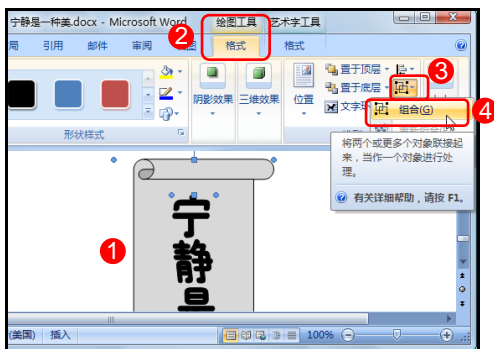 宁静是一种美.docx - Microsoft Word 绘图工具 艺术字工具
局 引用 邮件 审阅 图 格式 格式
2
阴影效果 三维效果 位置
置于顶层
置于底层
文字环
3
形状样式
组合(G)
4
将两个或更多个对象联接起
来，当作一个对象进行处
理。
有关详细帮助，请按 F1。
1
宁
静
是
(美国) 插入 100%